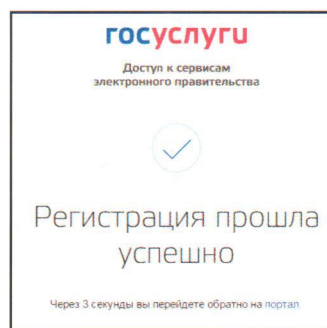 госуслуги
Доступ к сервисам
электронного правительства
Регистрация прошла
успешно
Через 3 секунды вы перейдете обратно на портал